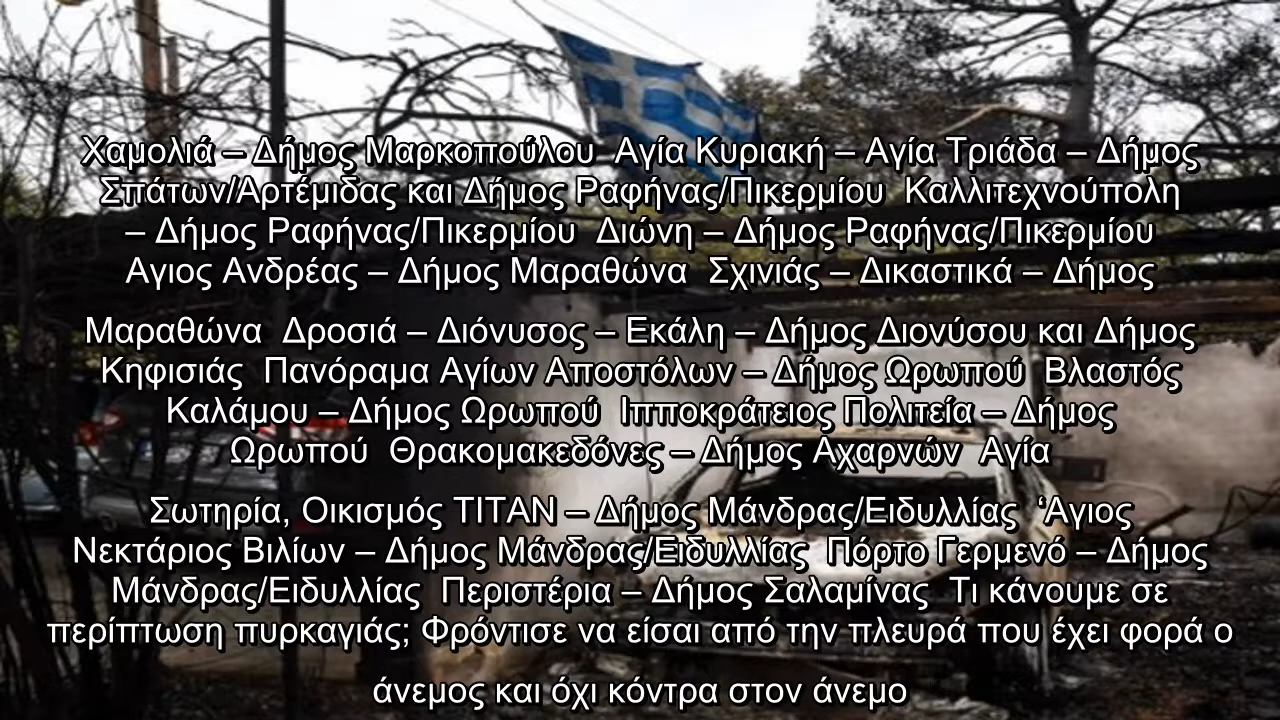 Χαμολιά – Δήμος Μαρκοπούλου  Αγία Κυριακή – Αγία Τριάδα – Δήμος
Σπάτων/Αρτέμιδας και Δήμος Ραφήνας/Πικερμίου  Καλλιτεχνούπολη
– Δήμος Ραφήνας/Πικερμίου  Διώνη – Δήμος Ραφήνας/Πικερμίου
Αγιος Ανδρέας – Δήμος Μαραθώνα  Σχινιάς – Δικαστικά – Δήμος
Μαραθώνα  Δροσιά – Διόνυσος – Εκάλη – Δήμος Διονύσου και Δήμος
Κηφισιάς  Πανόραμα Αγίων Αποστόλων – Δήμος Ωρωπού  Βλαστός
Καλάμου – Δήμος Ωρωπού  Ιπποκράτειος Πολιτεία – Δήμος
Ωρωπού  Θρακομακεδόνες – Δήμος Αχαρνών  Αγία
Σωτηρία, Οικισμός ΤΙΤΑΝ – Δήμος Μάνδρας/Ειδυλλίας  ‘Αγιος
Νεκτάριος Βιλίων – Δήμος Μάνδρας/Ειδυλλίας  Πόρτο Γερμενό – Δήμος
Μάνδρας/Ειδυλλίας  Περιστέρια – Δήμος Σαλαμίνας  Τι κάνουμε σε
περίπτωση πυρκαγιάς; Φρόντισε να είσαι από την πλευρά που έχει φορά ο
άνεμος και όχι κόντρα στον άνεμο